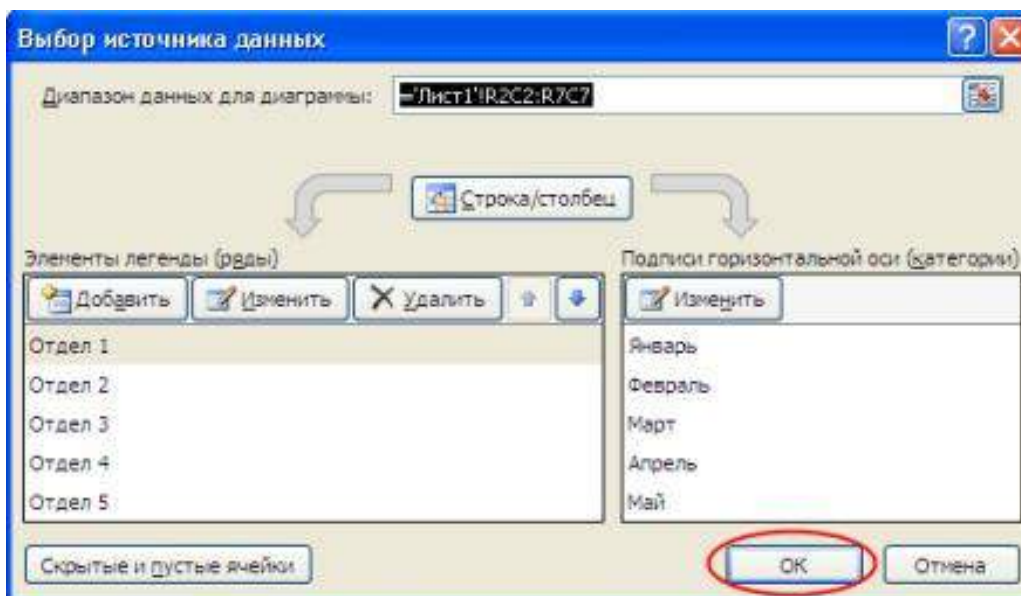 Выбор источника данных
Диапазон данных для диаграммы: ='Лист1'!R2C2:R7C7
Строка/столбец
Элементы легенды (ряды)
Подписи горизонтальной оси (категории)
Добавить Изменить Удалить
Изменить
Отдел 1
Отдел 2
Отдел 3
Отдел 4
Отдел 5
Январь
Февраль
Март
Апрель
Май
Скрытые и пустые ячейки
ОК
Отмена